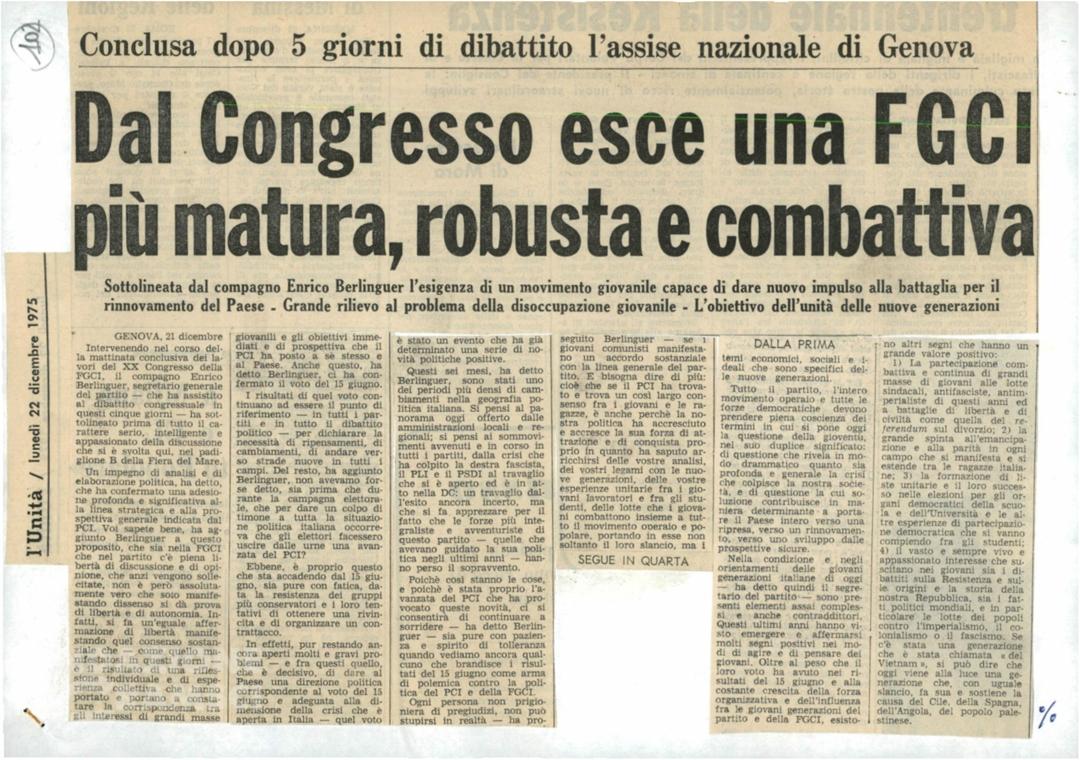 102
Conclusa dopo 5 giorni di dibattito l'assise nazionale di Genova
Dal Congresso esce una FGCI
più matura, robusta e combattiva
Sottolineata dal compagno Enrico Berlinguer l'esigenza di un movimento giovanile capace di dare nuovo impulso alla battaglia per il
rinnovamento del Paese - Grande rilievo al problema della disoccupazione giovanile - L'obiettivo dell'unità delle nuove generazioni
l'Unità / lunedì 22 dicembre 1975
GENOVA, 21 dicembre
Intervenendo nel corso del-
la mattinata conclusiva dei la-
vori del XX Congresso della
FGCI, il compagno Enrico
Berlinguer, segretario generale
del partito — che ha assistito
al dibattito congressuale in
questi cinque giorni — ha sot-
tolineato prima di tutto il ca-
rattere serio, intelligente e
appassionato della discussione
che si è svolta qui, nel pa-
diglione B della Fiera del Mare.
Un impegno di analisi e di
elaborazione politica, ha detto,
che ha confermato un adesio-
ne profonda e significativa al-
la linea strategica e alla pro-
spettiva generale indicata dal
PCI. Voi sapete bene, ha ag-
giunto Berlinguer a questo
proposito, che sia nella FGCI
che nel partito c'è piena li-
bertà di discussione e di opi-
nione, che anzi vengono solle-
citate, non è però assoluta-
mente vero che solo manife-
stando dissenso si dà prova
di libertà e di autonomia. In-
fatti, si fa un'eguale affer-
mazione di libertà manife-
stando quel consenso sostan-
ziale che — come quello ma-
nifestatosi in questi giorni —
è il risultato di una rifles-
sione individuale e di espe-
rienza collettiva che hanno
portato e portano a consta-
tare la corrispondenza tra
gli interessi di grandi masse
giovanili e gli obiettivi imme-
diati e di prospettiva che il
PCI ha posto a sé stesso e
al Paese. Anche questo, ha
detto Berlinguer, ci ha con-
fermato il voto del 15 giugno.
I risultati di quel voto con-
tinuano ad essere il punto di
riferimento — in tutti i par-
titi e in tutto il dibattito
politico — per dichiarare la
necessità di ripensamenti, di
cambiamenti, di andare ver-
so strade nuove in tutti i
campi. Del resto, ha aggiunto
Berlinguer, non avevamo for-
se detto, sia prima che du-
rante la campagna elettora-
le, che per dare un colpo di
timone a tutta la situazio-
ne politica italiana occorre-
va che gli elettori facessero
uscire dalle urne una avan-
zata del PCI?
Ebbene, è proprio questo
che sta accadendo dal 15 giu-
gno, sia pure con fatica, da-
ta la resistenza dei gruppi
più conservatori e i loro ten-
tativi di ottenere una rivin-
cita e di organizzare un con-
trattacco.
In effetti, pur restando an-
cora aperti molti e gravi pro-
blemi — e fra questi quello,
che è decisivo, di dare al
Paese una direzione politica
corrispondente al voto del 15
giugno e adeguata alla di-
mensione della crisi che è
aperta in Italia — quel voto
è stato un evento che ha già
determinato una serie di no-
vità politiche positive.
Questi sei mesi, ha detto
Berlinguer, sono stati uno
dei periodi più densi di cam-
biamenti nella geografia po-
litica italiana. Si pensi al pa-
norama oggi offerto dalle
amministrazioni locali e re-
gionali; si pensi ai sommovi-
menti avvenuti e in corso in
tutti i partiti, dalla crisi che
ha colpito la destra fascista,
il PLI e il PSDI al travaglio
che si è aperto ed è in at-
to nella DC: un travaglio dal-
l'esito ancora incerto, ma
che si fa apprezzare per il
fatto che le forze più inte-
graliste e avventuriste di
questo partito — quelle che
avevano guidato la sua poli-
tica negli ultimi anni — han-
no perso il sopravvento.
Poiché così stanno le cose,
e poiché è stato proprio l'a-
vanzata del PCI che ha pro-
vocato queste novità, ci si
consentirà di continuare a
sorridere — ha detto Berlin-
guer — sia pure con pazien-
za e spirito di tolleranza
quando vediamo ancora qual-
cuno che brandisce i risul-
tati del 15 giugno come arma
di polemica contro la poli-
tica del PCI e della FGCI.
Ogni persona non prigio-
niera di pregiudizi, non può
stupirsi in realtà — ha pro-
seguito Berlinguer — se i
giovani comunisti manifesta-
no un accordo sostanziale
con la linea generale del par-
tito. E bisogna dire di più:
cioè che se il PCI ha trova-
to e trova un così largo con-
senso fra i giovani e le ra-
gazze, è anche perché la no-
stra politica ha accresciuto e
accresce la sua forza di at-
trazione e di conquista pro-
prio in quanto ha saputo ar-
ricchirsi delle vostre analisi,
dei vostri legami con le nuo-
ve generazioni, delle vostre
esperienze unitarie fra i gio-
vani lavoratori e fra gli stu-
denti, delle lotte che i giova-
ni combattono insieme a tut-
to il movimento operaio e po-
polare, portando in esse non
soltanto il loro slancio, ma i
SEGUE IN QUARTA
DALLA PRIMA
temi economici, sociali e i-
deali che sono specifici del-
le nuove generazioni.
Tutto il partito, l'intero
movimento operaio e tutte le
forze democratiche devono
prendere piena coscienza dei
termini in cui si pone oggi
la questione della gioventù,
nel suo duplice significato:
di questione che rivela in mo-
do drammatico quanto sia
profonda e generale la crisi
che colpisce la nostra socie-
tà, e di questione la cui so-
luzione contribuirà in ma-
niera determinante a portare
il Paese intero verso una
ripresa, verso un rinnovamen-
to, verso uno sviluppo dalle
prospettive sicure.
Nella condizione e negli
orientamenti delle giovani
generazioni italiane di oggi
— ha detto quindi il segre-
tario del partito — sono pre-
senti elementi assai comples-
si e anche contraddittori.
Questi ultimi anni hanno vi-
sto emergere e affermarsi
molti segni positivi nei mo-
di di agire e di pensare dei
giovani. Oltre al peso che il
loro voto ha avuto nei ri-
sultati del 15 giugno e alla
costante crescita della forza
organizzativa e dell'influenza
fra le giovani generazioni del
partito e della FGCI, esisto-
no altri segni che hanno un
grande valore positivo:
1) La partecipazione com-
battiva e continua di grandi
masse di giovani alle lotte
sindacali, antifasciste, antim-
perialiste di questi anni ed
a battaglie di libertà e di
civiltà come quella del re-
ferendum sul divorzio; 2) la
grande spinta all'emancipa-
zione e alla parità in ogni
campo che si manifesta e si
estende tra le ragazze italia-
ne; 3) la formazione di li-
ste unitarie e il loro succes-
so nelle elezioni per gli or-
gani democratici della scuo-
la e dell'Università e le al-
tre esperienze di partecipazio-
ne democratica che si vanno
compiendo fra gli studenti;
4) il vasto e sempre vivo e
appassionato interesse che su-
scitano nei giovani sia i di-
battiti sulla Resistenza e sul-
le origini e la storia della
nostra Repubblica, sia i fat-
ti politici mondiali, e in par-
ticolare le lotte dei popoli
contro l'imperialismo, il co-
lonialismo o il fascismo. Se
c'è stata una generazione
che è stata chiamata « del
Vietnam », si può dire che
oggi viene alla luce una ge-
nerazione che, con uguale
slancio, fa sua e sostiene la
causa del Cile, della Spagna,
dell'Angola, del popolo pale-
stinese.
%